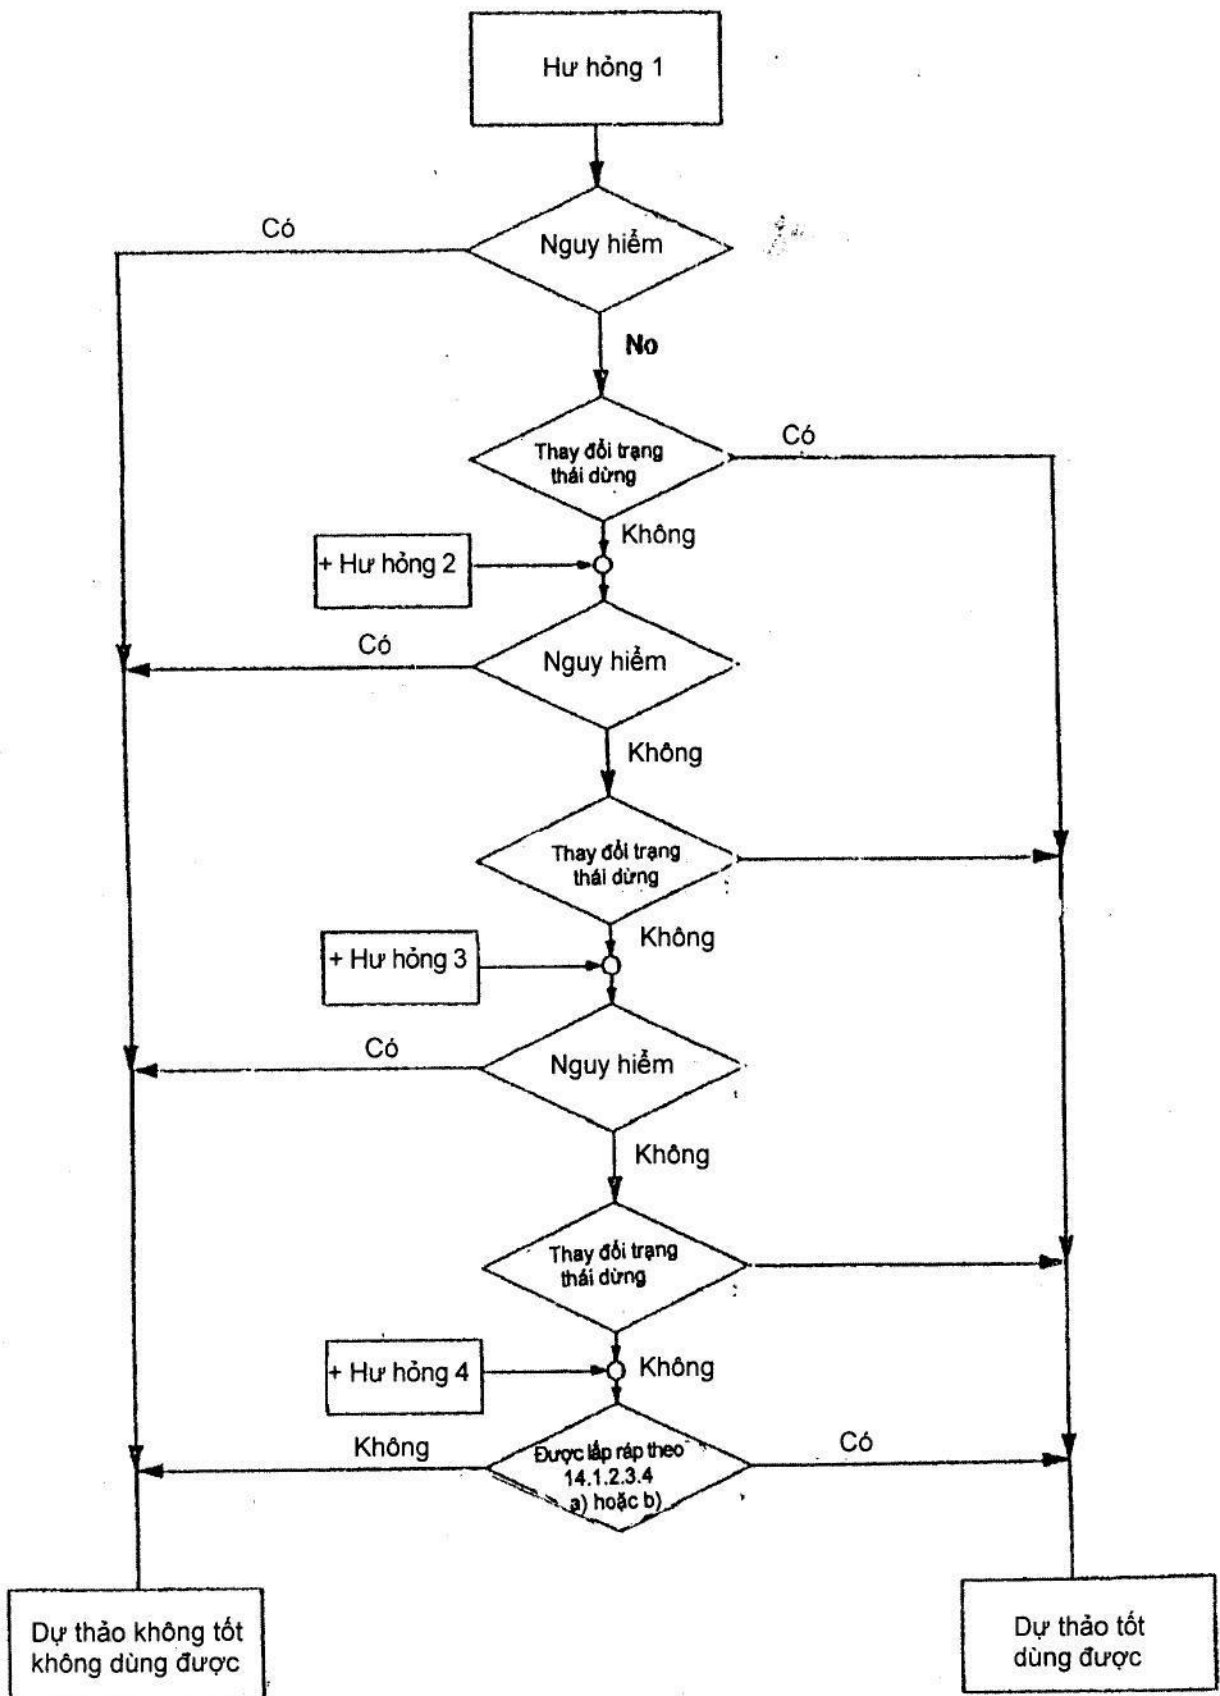 Hư hỏng 1
Có
Nguy hiểm
No
Thay đổi trạng
thái dừng
Có
Không
+ Hư hỏng 2
Có
Nguy hiểm
Không
Thay đổi trạng
thái dừng
Không
+ Hư hỏng 3
Có
Nguy hiểm
Không
Thay đổi trạng
thái dừng
+ Hư hỏng 4
Không
Không
Được lắp ráp theo
14.1.2.3.4
a) hoặc b)
Có
Dự thảo không tốt
không dùng được
Dự thảo tốt
dùng được